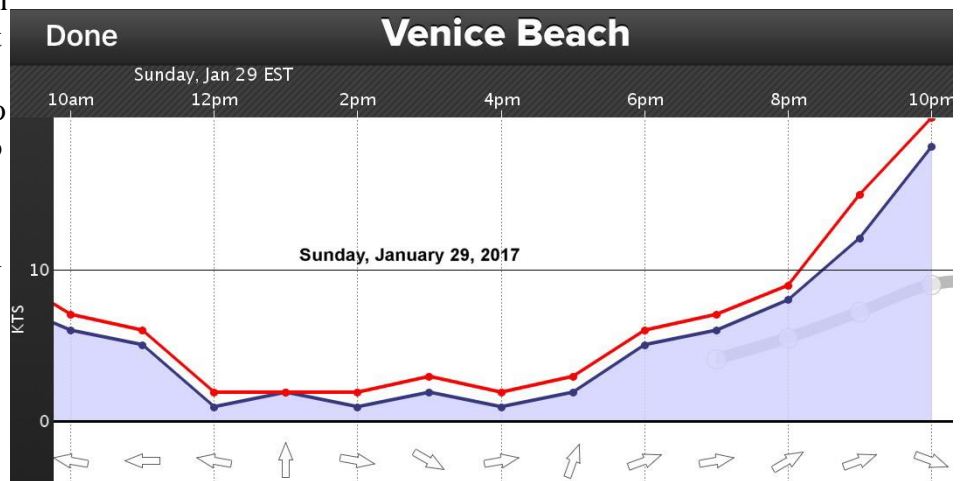 Done Venice Beach
Sunday, Jan 29 EST
10am 12pm 2pm 4pm 6pm 8pm 10pm
Sunday, January 29, 2017
10
KTS
0